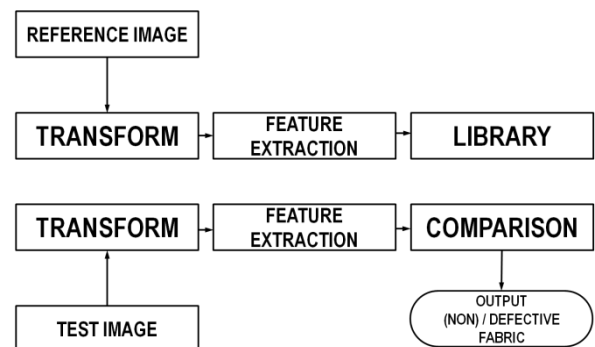 REFERENCE IMAGE
TRANSFORM
FEATURE
EXTRACTION
LIBRARY
TRANSFORM
FEATURE
EXTRACTION
COMPARISON
TEST IMAGE
OUTPUT
(NON) / DEFECTIVE
FABRIC